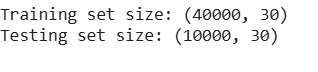 Training set size: (40000, 30)
Testing set size: (10000, 30)